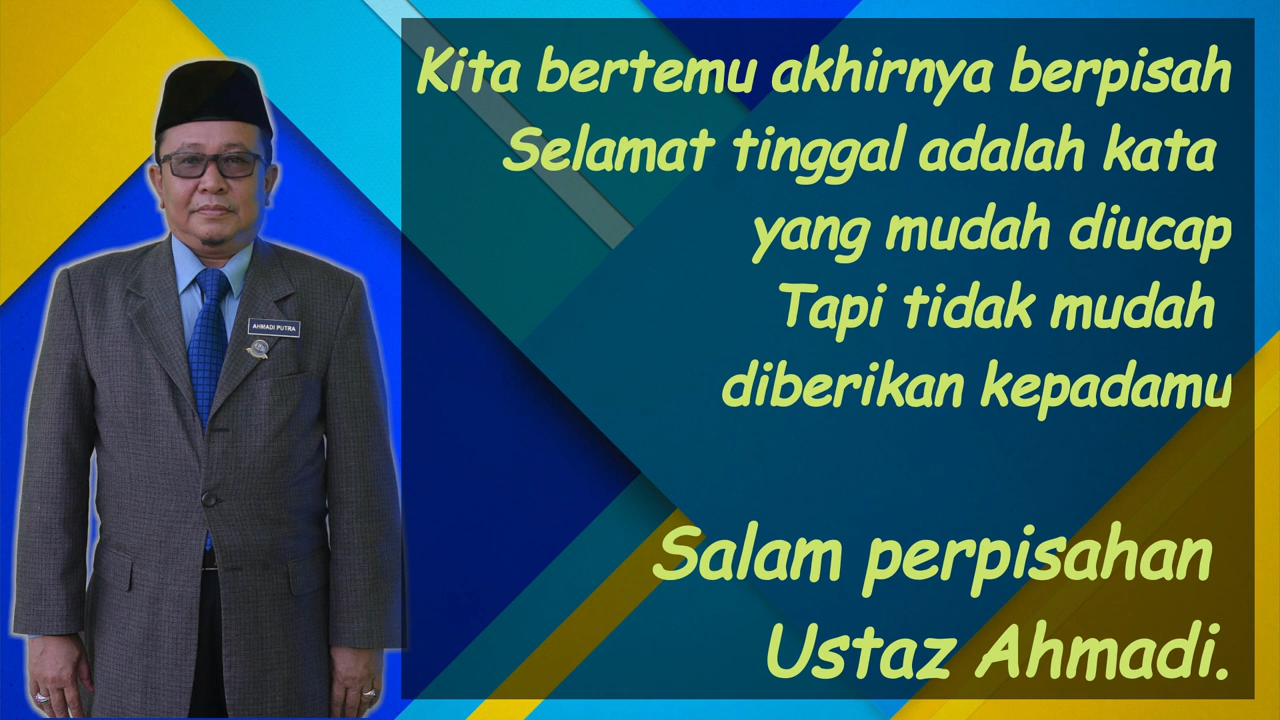 Kita bertemu akhirnya berpisah
Selamat tinggal adalah kata
yang mudah diucap
Tapi tidak mudah
diberikan kepadamu
Salam perpisahan
Ustaz Ahmadi.
AHMADI PUTRA